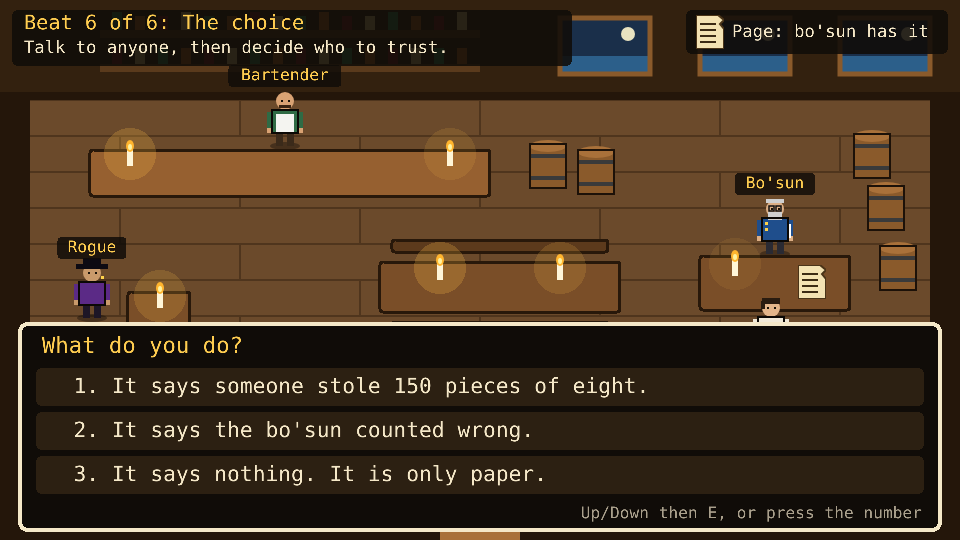 Beat 6 of 6: The choice
Talk to anyone, then decide who to trust.
Page: bo'sun has it
Bartender
Bo'sun
Rogue
What do you do?
1. It says someone stole 150 pieces of eight.
2. It says the bo'sun counted wrong.
3. It says nothing. It is only paper.
Up/Down then E, or press the number